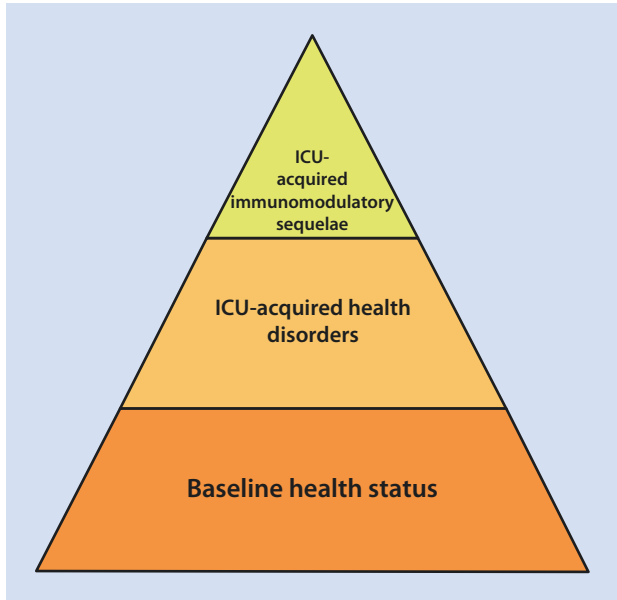 ICU-
acquired
immunomodulatory
sequelae
ICU-acquired health
disorders
Baseline health status